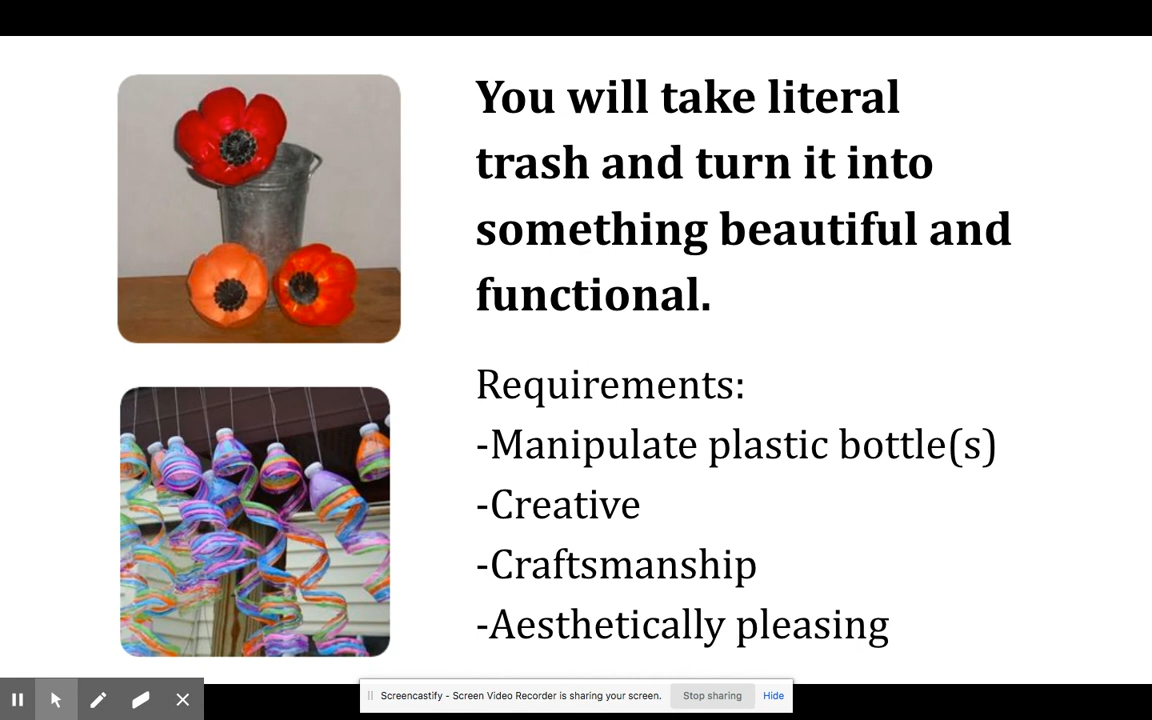 You will take literal
trash and turn it into
something beautiful and
functional.
Requirements:
-Manipulate plastic bottle(s)
-Creative
-Craftsmanship
-Aesthetically pleasing
Screencastify - Screen Video Recorder is sharing your screen. Stop sharing Hide